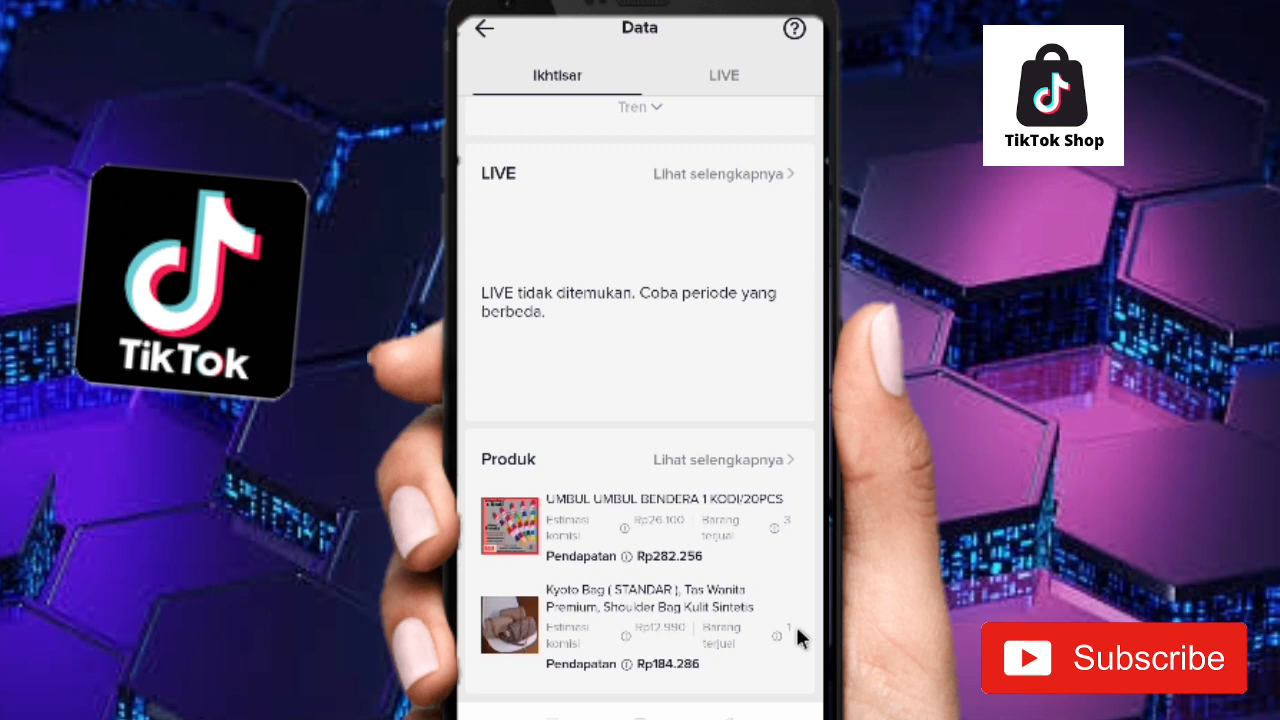 Data
Ikhtisar
LIVE
Tren
LIVE
Lihat selengkapnya
LIVE tidak ditemukan. Coba periode yang
berbeda.
Produk
Lihat selengkapnya
UMBUL UMBUL BENDERA 1 KODI/20PCS
Estimasi
komisi
Rp26.100
Barang
terjual
3
Pendapatan Rp282.256
Kyoto Bag ( STANDAR ), Tas Wanita
Premium, Shoulder Bag Kulit Sintetis
Estimasi
komisi
Rp12.990
Barang
terjual
1
Pendapatan Rp184.286
TikTok
TikTok Shop
Subscribe